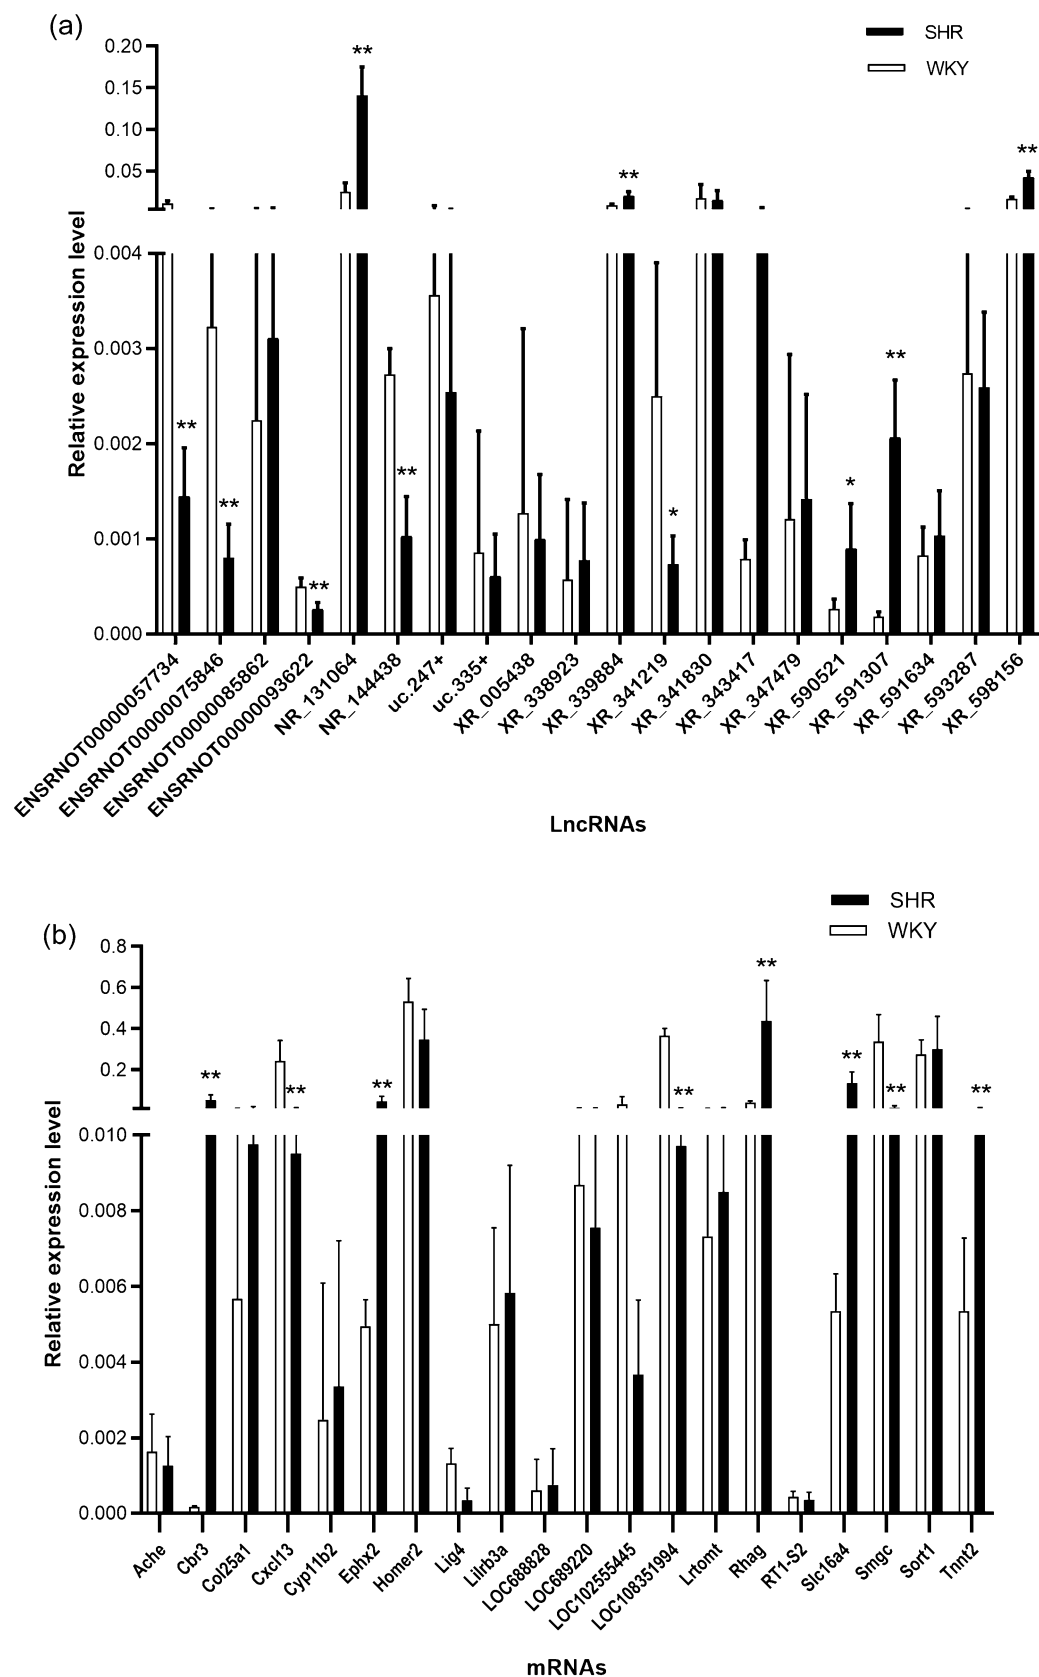 (a)
SHR
WKY
0.20
0.15
0.10
0.05
0.004
0.003
0.002
0.001
0.000
Relative expression level
** ** ** ** ** ** ** * * ** **
ENSRNOT00000057734
ENSRNOT00000075846
ENSRNOT00000085862
ENSRNOT00000093622
NR_131064
NR_144438
uc.247+
uc.335+
XR_005438
XR_338923
XR_339884
XR_341219
XR_341830
XR_343417
XR_347479
XR_590521
XR_591307
XR_591634
XR_593287
XR_598156
LncRNAs
(b)
SHR
WKY
0.8
0.6
0.4
0.2
0.010
0.008
0.006
0.004
0.002
0.000
Relative expression level
** ** ** ** ** ** ** **
Ache
Cbr3
Col25a1
Cxcl13
Cyp11b2
Ephx2
Homer2
Lig4
Lilrb3a
LOC688828
LOC689220
LOC102555445
LOC108351994
Lrtomt
Rhag
RT1-S2
Slc16a4
Smgc
Sort1
Tnnt2
mRNAs